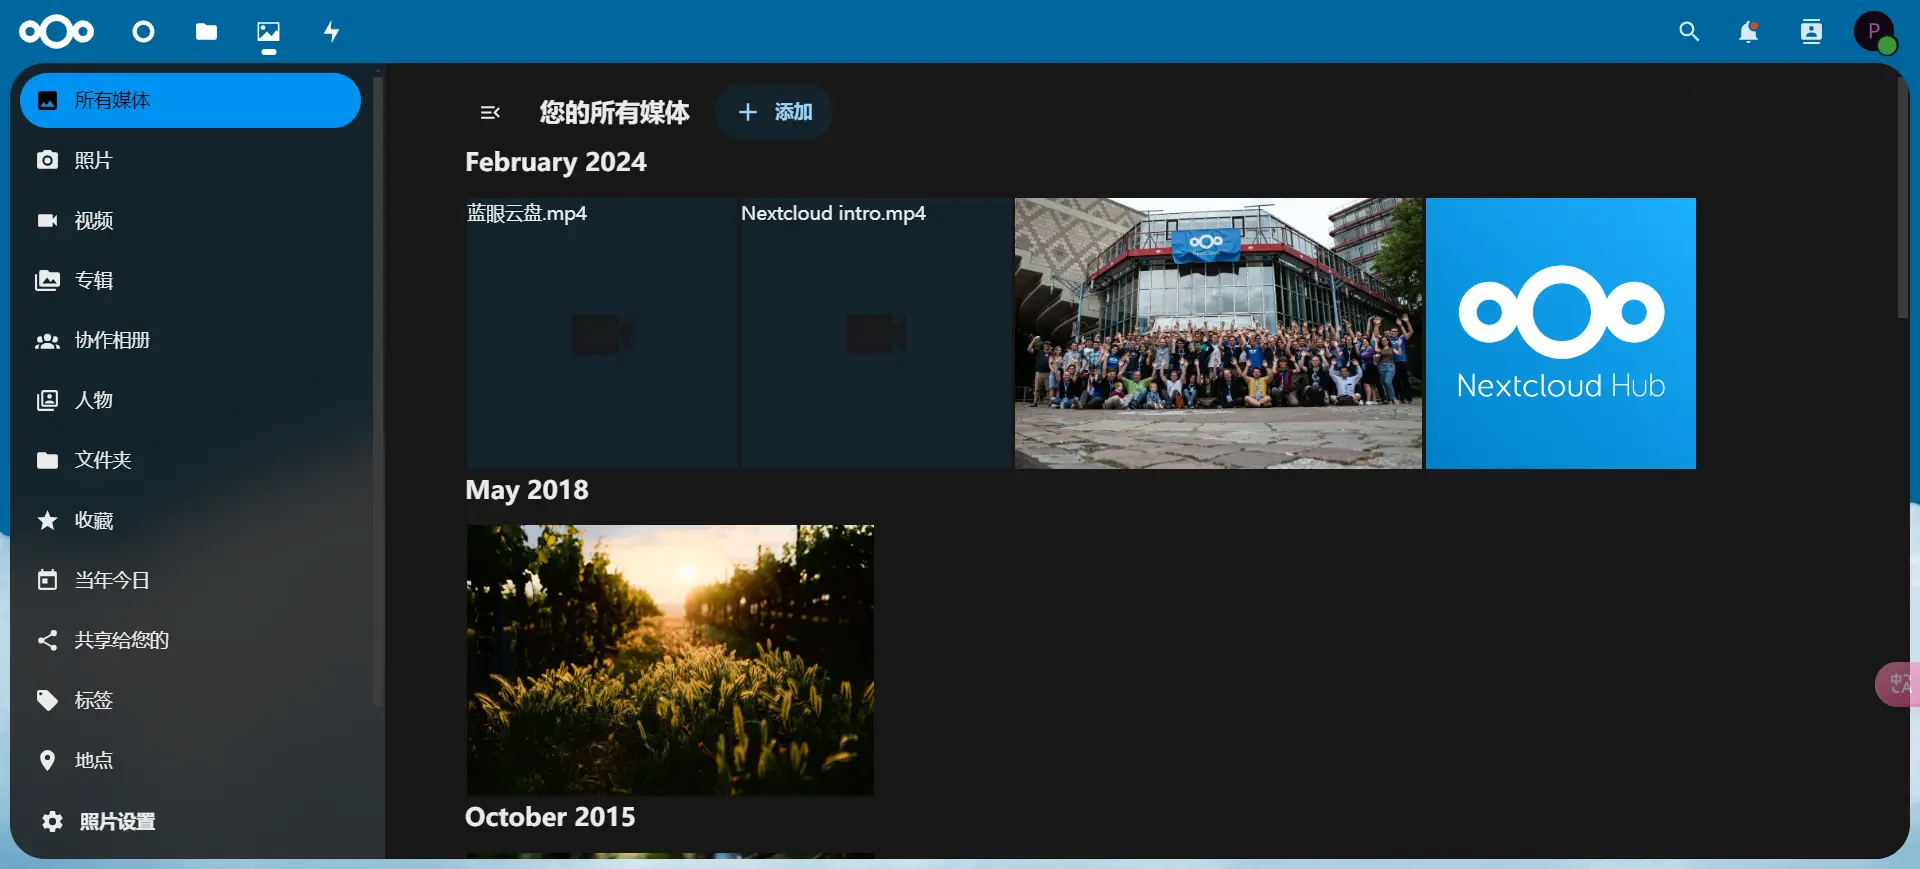 P
所有媒体
照片
视频
专辑
协作相册
人物
文件夹
收藏
当年今日
共享给您的
标签
地点
照片设置
您的所有媒体
添加
February 2024
蓝眼云盘.mp4
Nextcloud intro.mp4
Nextcloud
Nextcloud Hub
May 2018
October 2015
中A